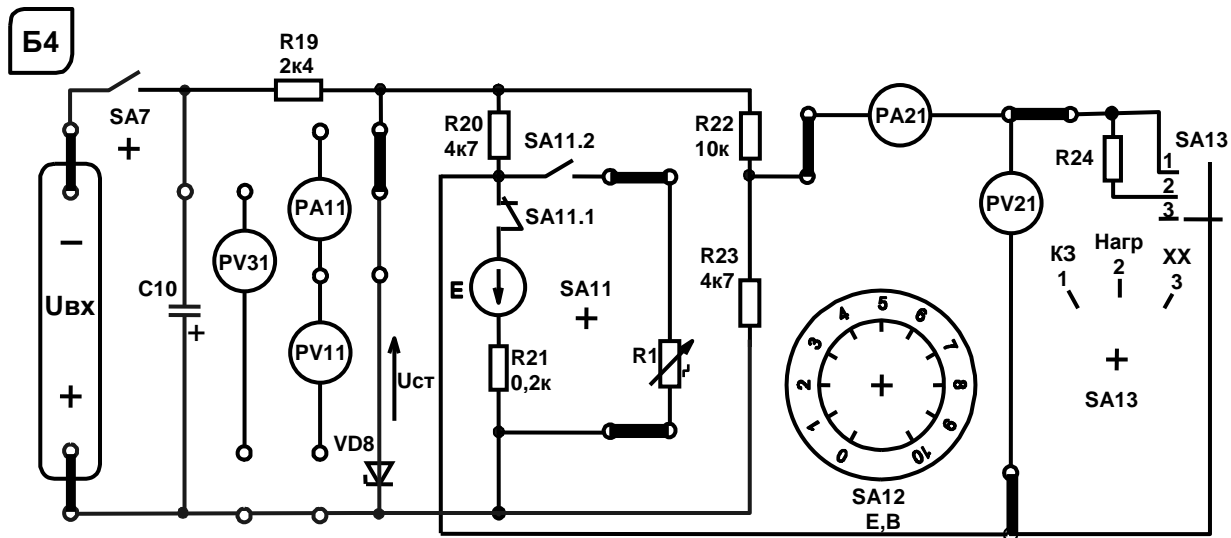 Б4
R19
2к4
SA7
R20
4к7
SA11.2
R22
10к
PA21
SA13
R24
1
2
3
PA11
SA11.1
PV21
PV31
R23
4к7
КЗ
1
Нагр
2
ХХ
3
−
Uвх
+
C10
+
E
SA11
PV11
R21
0,2к
R1
Uст
SA13
VD8
0
1
2
3
4
5
6
7
8
9
10
SA12
E,В